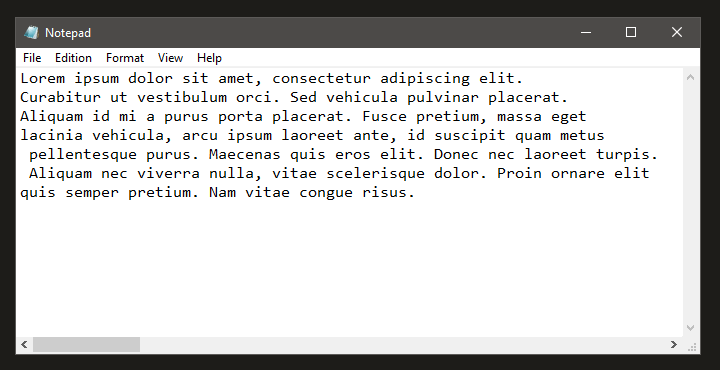 Notepad
File Edition Format View Help
Lorem ipsum dolor sit amet, consectetur adipiscing elit.
Curabitur ut vestibulum orci. Sed vehicula pulvinar placerat.
Aliquam id mi a purus porta placerat. Fusce pretium, massa eget
lacinia vehicula, arcu ipsum laoreet ante, id suscipit quam metus
pellentesque purus. Maecenas quis eros elit. Donec nec laoreet turpis.
Aliquam nec viverra nulla, vitae scelerisque dolor. Proin ornare elit
quis semper pretium. Nam vitae congue risus.